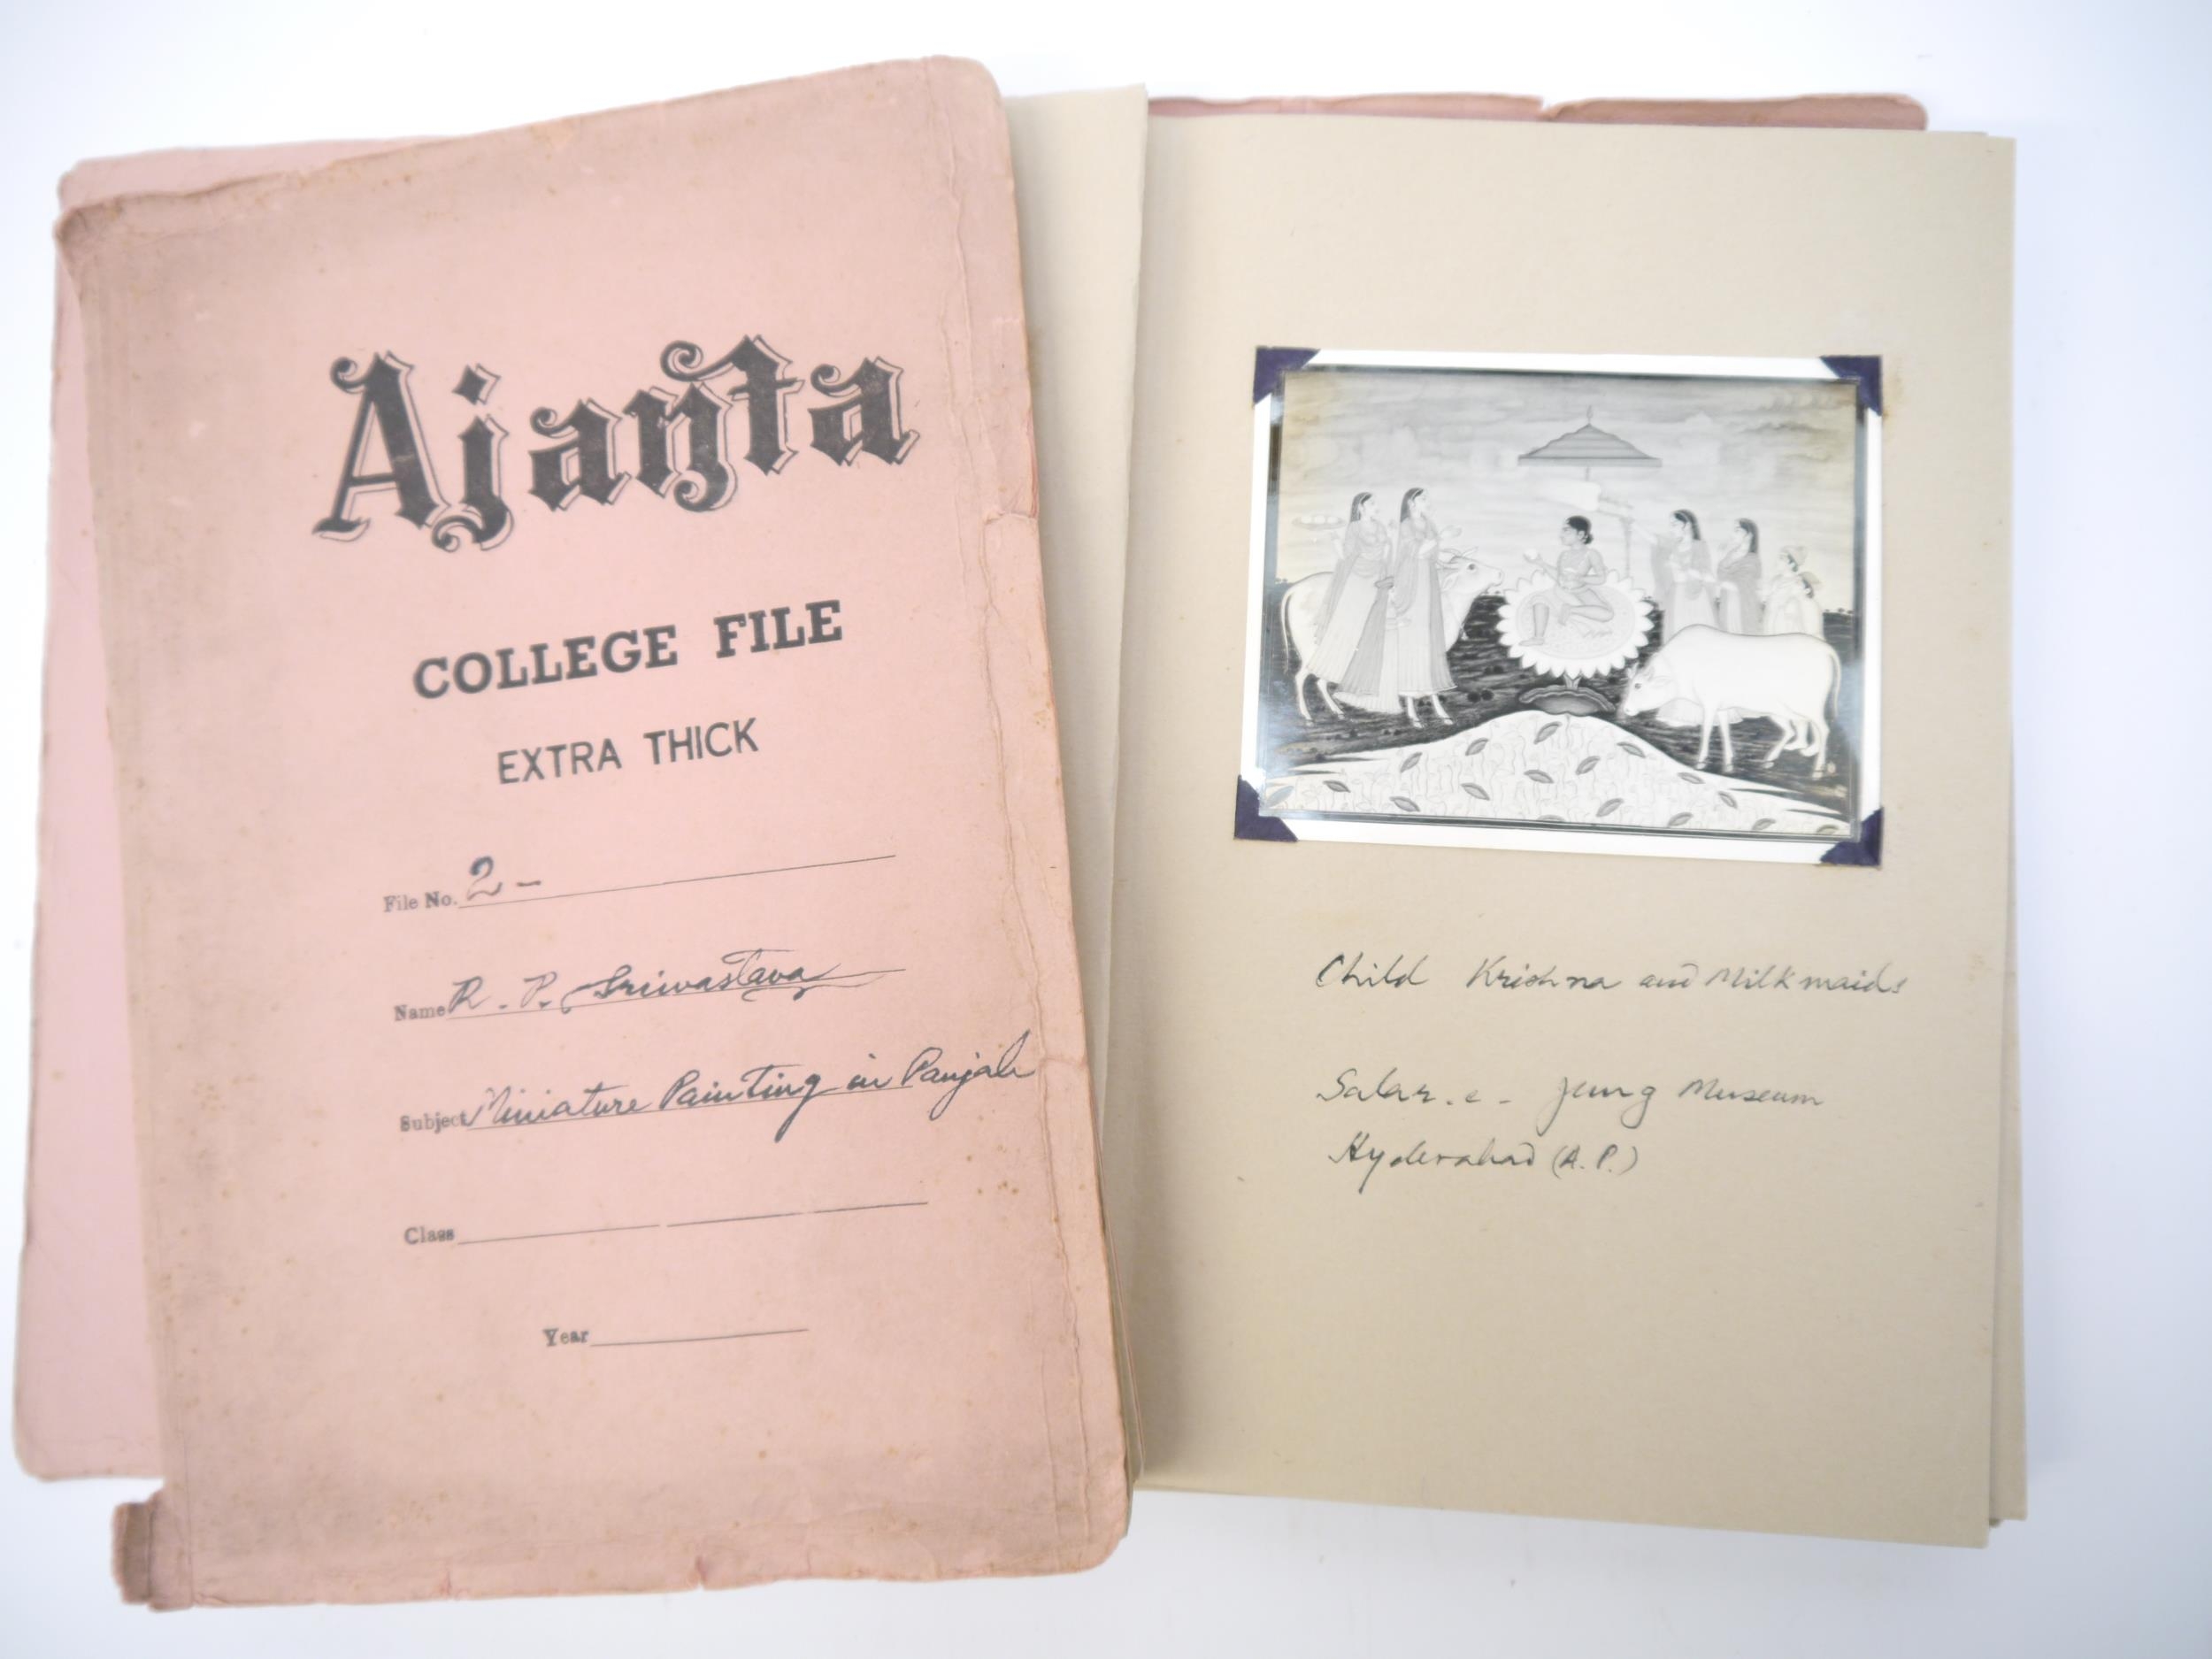 Ajanta
COLLEGE FILE
EXTRA THICK
File No. 2 -
Name R. P. Srivastava
Subject Miniature Painting in Panjab
Class
Year
Child Krishna and Milkmaids
Salar. e - Jung Museum
Hyderabad (A. P.)